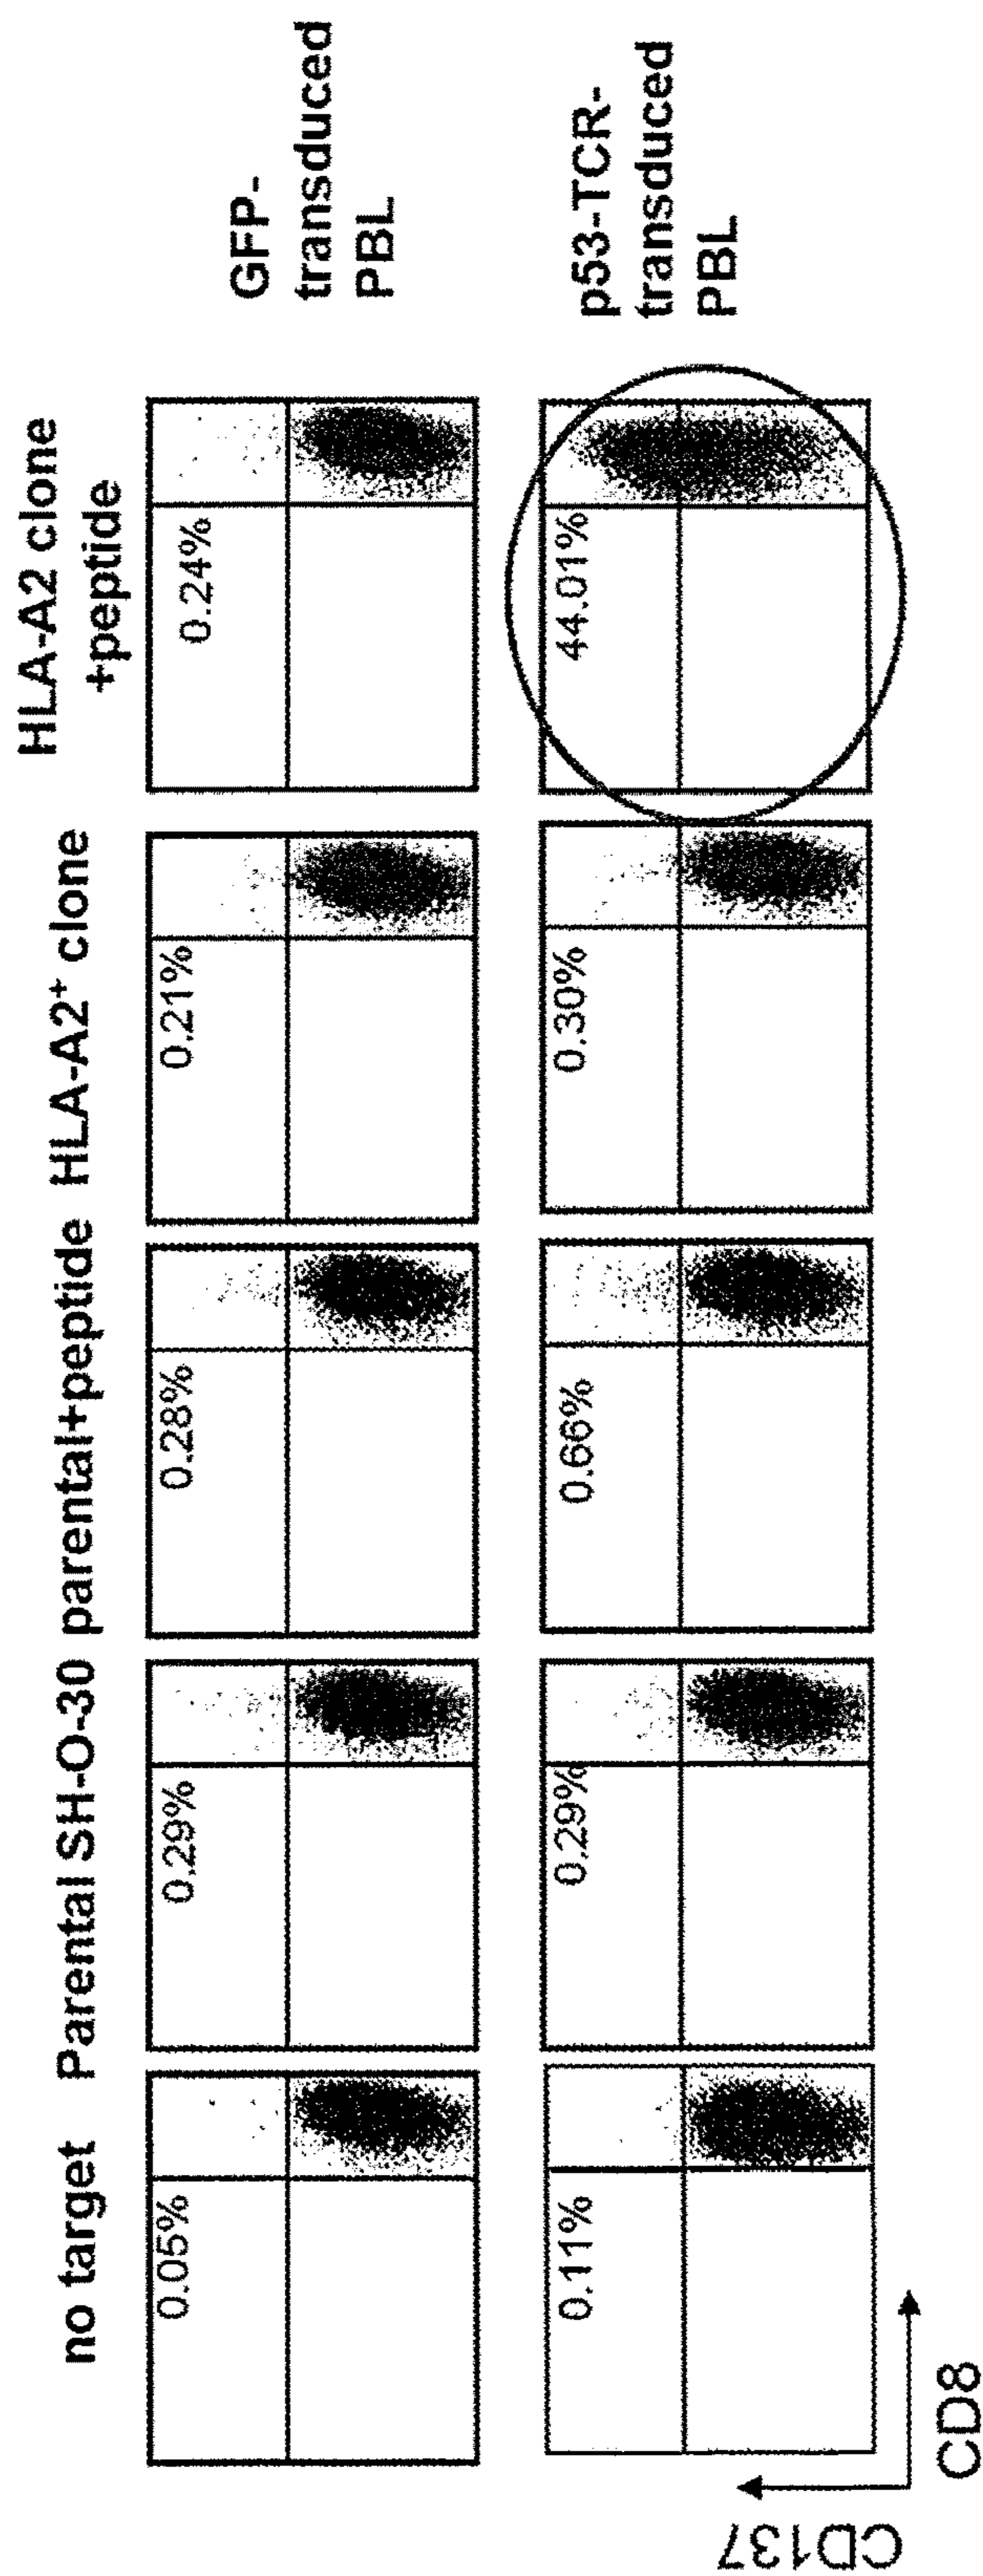 no target
Parental SH-O-30
parental+peptide
HLA-A2⁺ clone
HLA-A2 clone
+peptide
0.05%
0.29%
0.28%
0.21%
0.24%
GFP-
transduced
PBL
0.11%
0.29%
0.66%
0.30%
44.01%
p53-TCR-
transduced
PBL
CD137
CD8